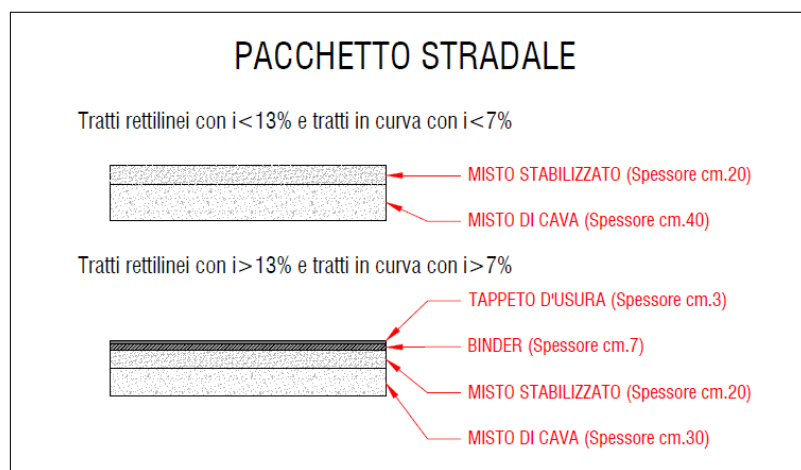 PACCHETTO STRADALE
Tratti rettilinei con i<13% e tratti in curva con i<7%
MISTO STABILIZZATO (Spessore cm.20)
MISTO DI CAVA (Spessore cm.40)
Tratti rettilinei con i>13% e tratti in curva con i>7%
TAPPETO D'USURA (Spessore cm.3)
BINDER (Spessore cm.7)
MISTO STABILIZZATO (Spessore cm.20)
MISTO DI CAVA (Spessore cm.30)